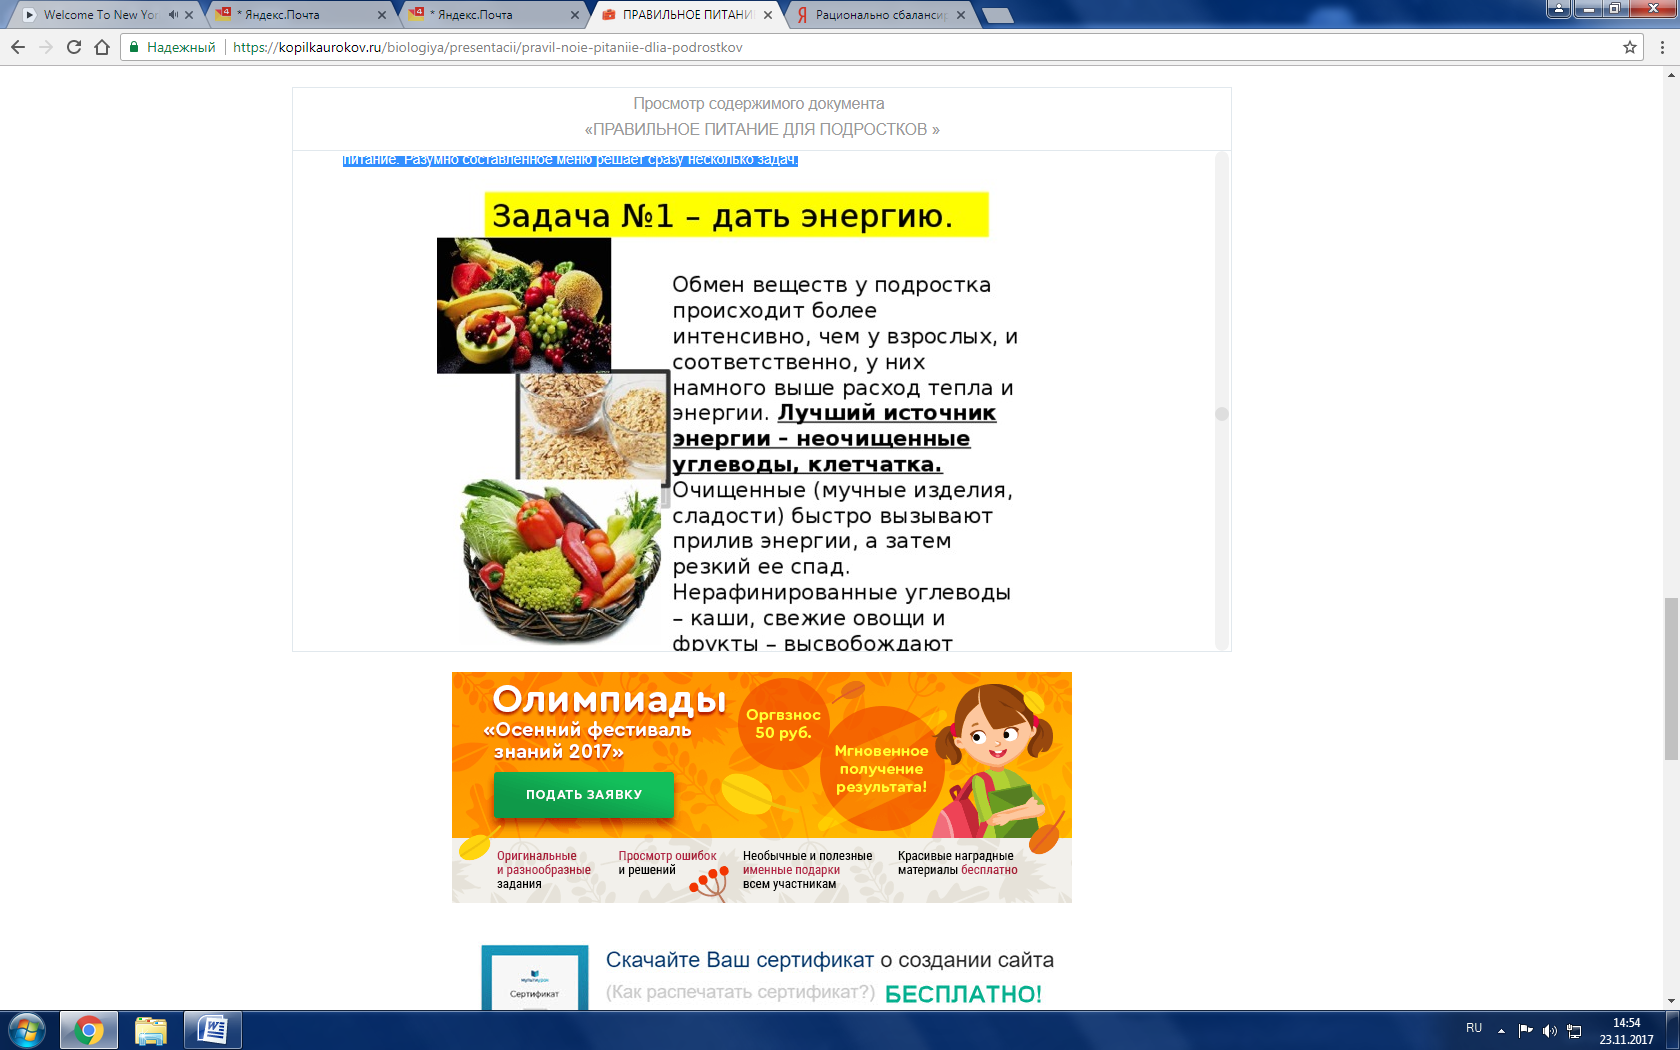 Welcome To New Yor
* Яндекс.Почта
* Яндекс.Почта
ПРАВИЛЬНОЕ ПИТАНИ
Рационально сбаланси
Надежный
https://kopilkaurokov.ru/biologiya/presentacii/pravil-noie-pitaniie-dlia-podrostkov
Просмотр содержимого документа
«ПРАВИЛЬНОЕ ПИТАНИЕ ДЛЯ ПОДРОСТКОВ »
питание. Разумно составленное меню решает сразу несколько задач.
Задача №1 – дать энергию.
Обмен веществ у подростка
происходит более
интенсивно, чем у взрослых, и
соответственно, у них
намного выше расход тепла и
энергии. Лучший источник
энергии – неочищенные
углеводы, клетчатка.
Очищенные (мучные изделия,
сладости) быстро вызывают
прилив энергии, а затем
резкий ее спад.
Нерафинированные углеводы
– каши, свежие овощи и
фрукты – высвобождают
Олимпиады
«Осенний фестиваль
знаний 2017»
ПОДАТЬ ЗАЯВКУ
Оргвзнос
50 руб.
Мгновенное
получение
результата!
Оригинальные
и разнообразные
задания
Просмотр ошибок
и решений
Необычные и полезные
именные подарки
всем участникам
Красивые наградные
материалы бесплатно
Сертификат
Скачайте Ваш сертификат о создании сайта
(Как распечатать сертификат?) БЕСПЛАТНО!
RU
14:54
23.11.2017